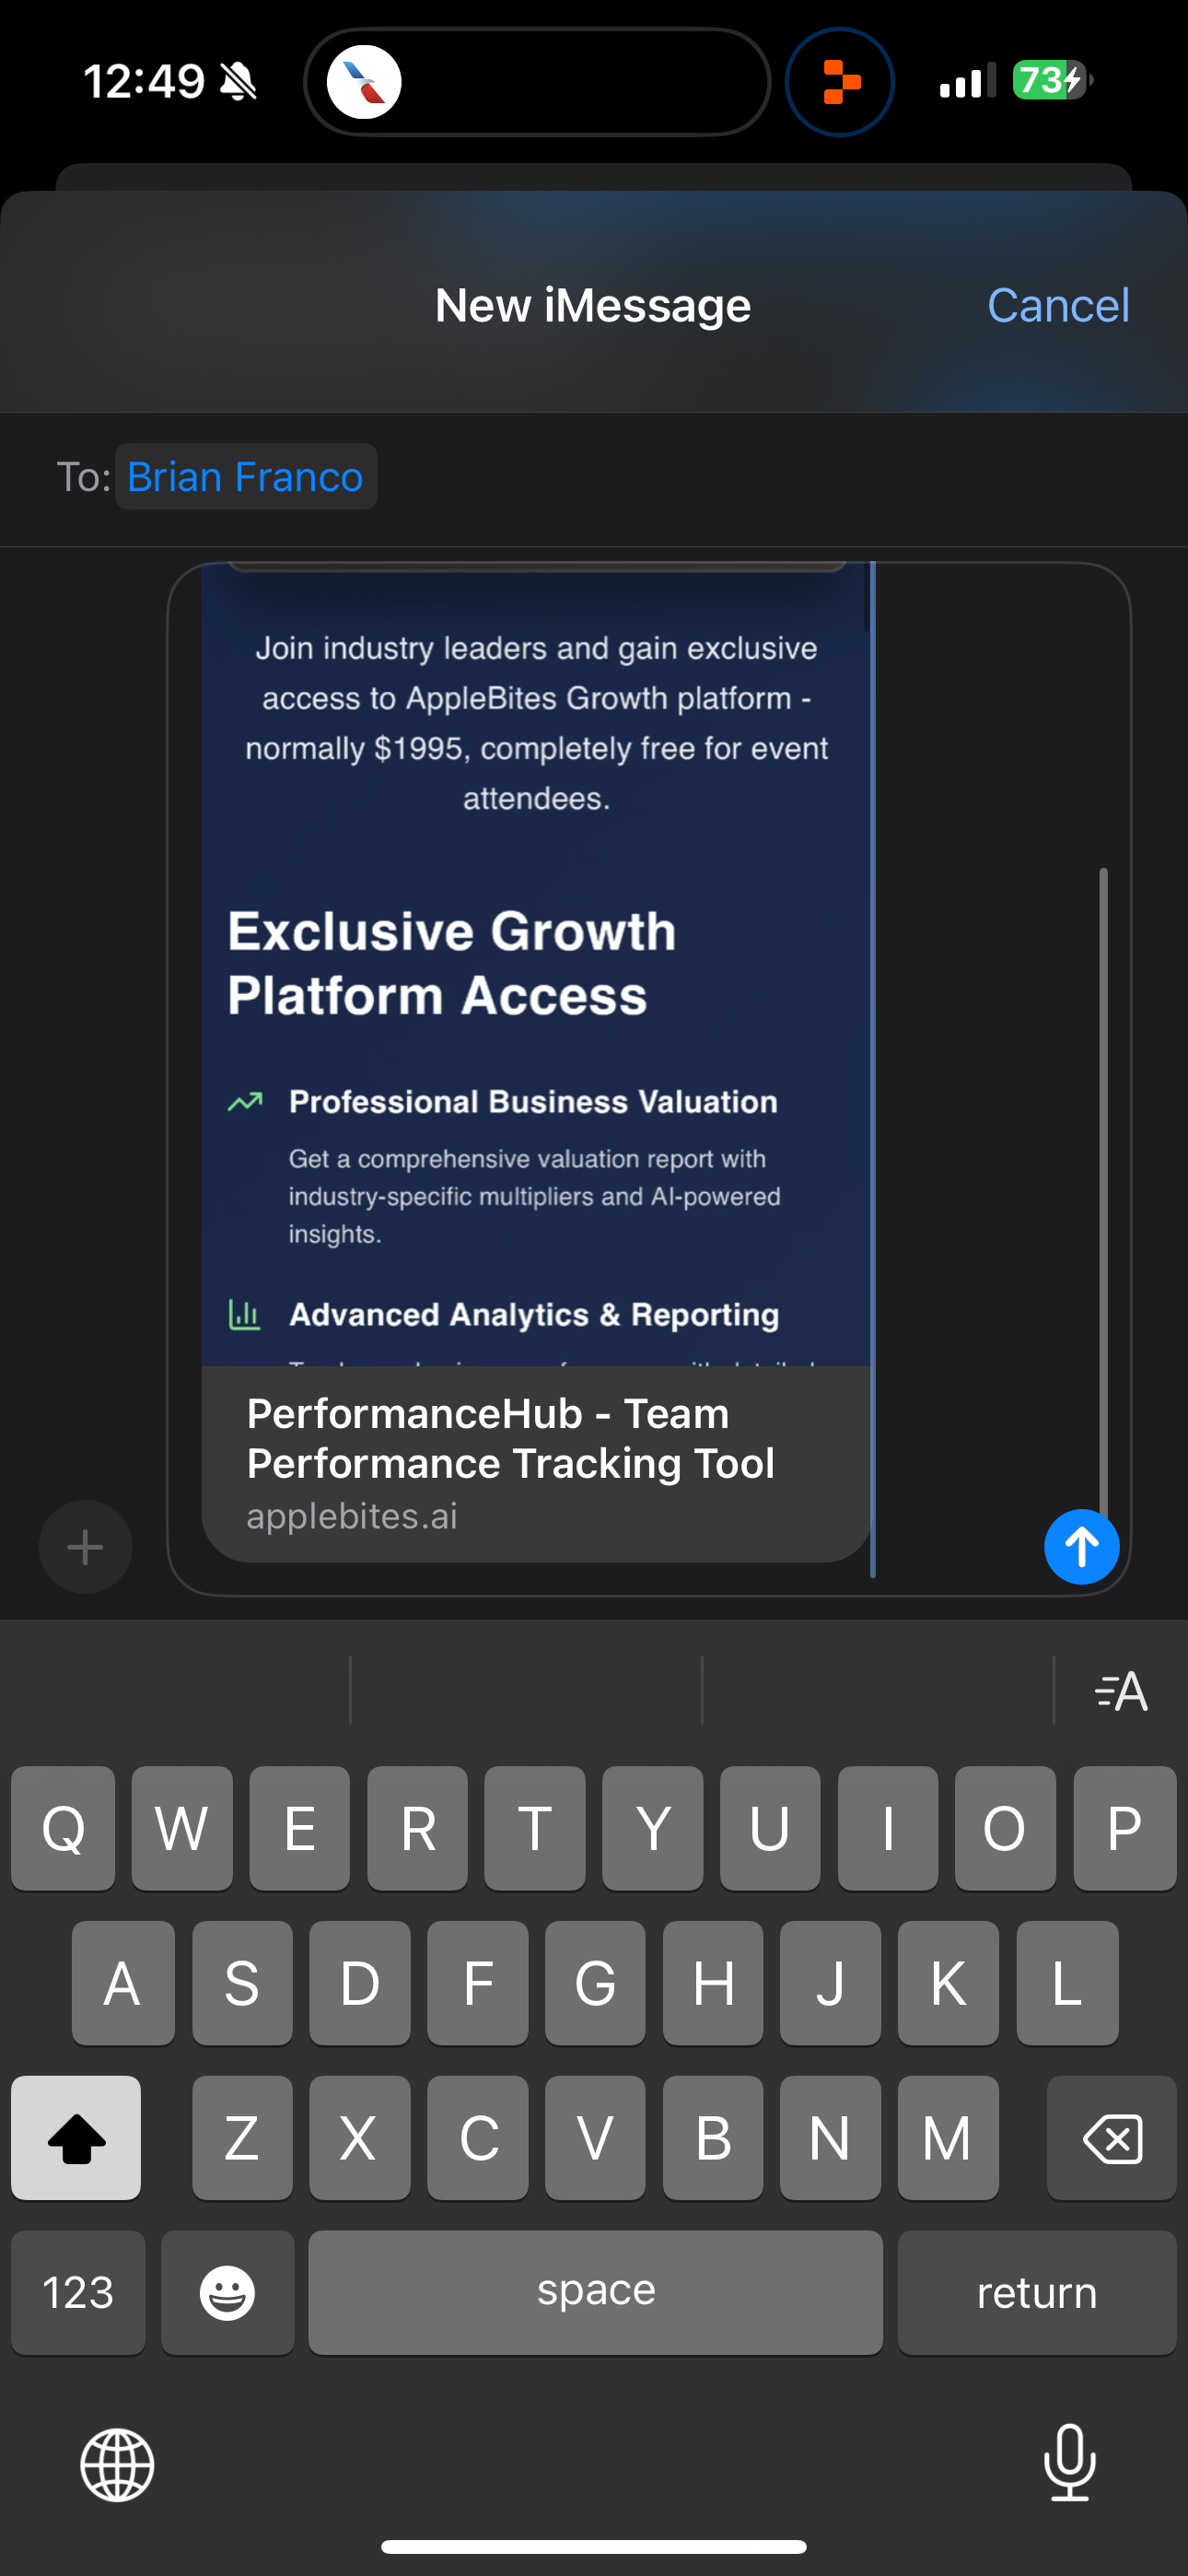 12:49
73
New iMessage
Cancel
To: Brian Franco
Join industry leaders and gain exclusive
access to AppleBites Growth platform -
normally $1995, completely free for event
attendees.
Exclusive Growth
Platform Access
Professional Business Valuation
Get a comprehensive valuation report with
industry-specific multipliers and AI-powered
insights.
Advanced Analytics & Reporting
PerformanceHub - Team
Performance Tracking Tool
applebites.ai
A
Q W E R T Y U I O P
A S D F G H J K L
Z X C V B N M
123
space
return